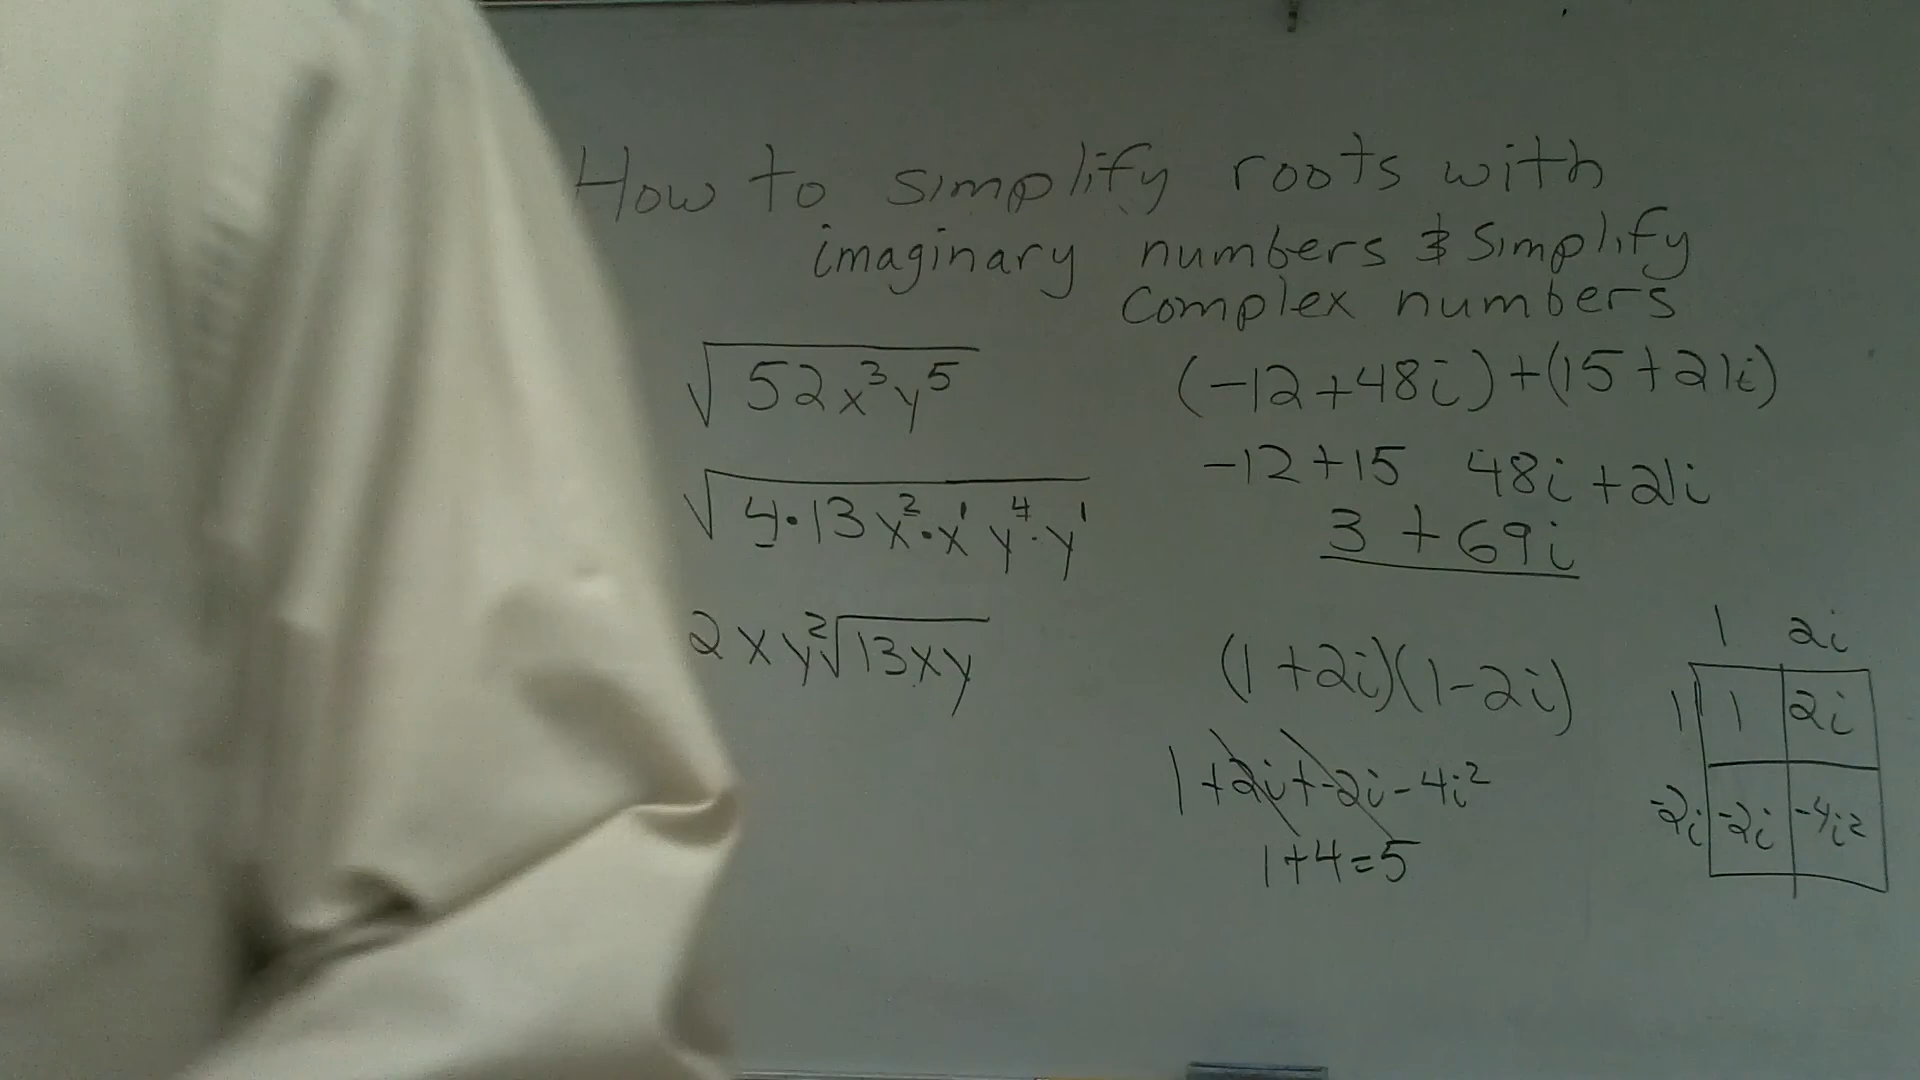 How to simplify roots with
imaginary numbers & simplify
complex numbers
√52x³y⁵
√4·13x²·x¹y⁴·y¹
2xy²√13xy
(-12+48i)+(15+21i)
-12+15 48i+21i
3+69i
(1+2i)(1-2i)
1+2i+-2i-4i²
1+4=5
1 2i
1 1 2i
-2i -2i -4i²